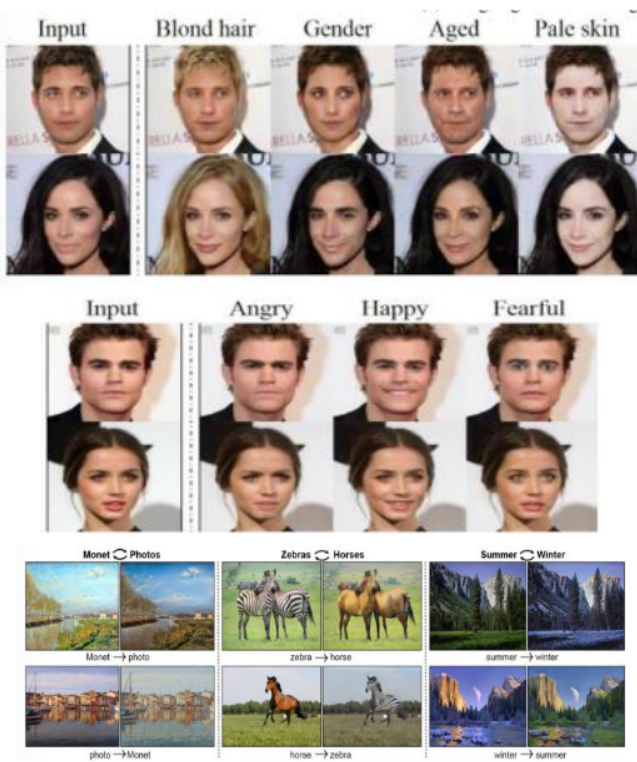 Input Blond hair Gender Aged Pale skin
Input Angry Happy Fearful
Monet Photos Zebras Horses Summer Winter
Monet → photo zebra → horse summer → winter
photo → Monet horse → zebra winter → summer